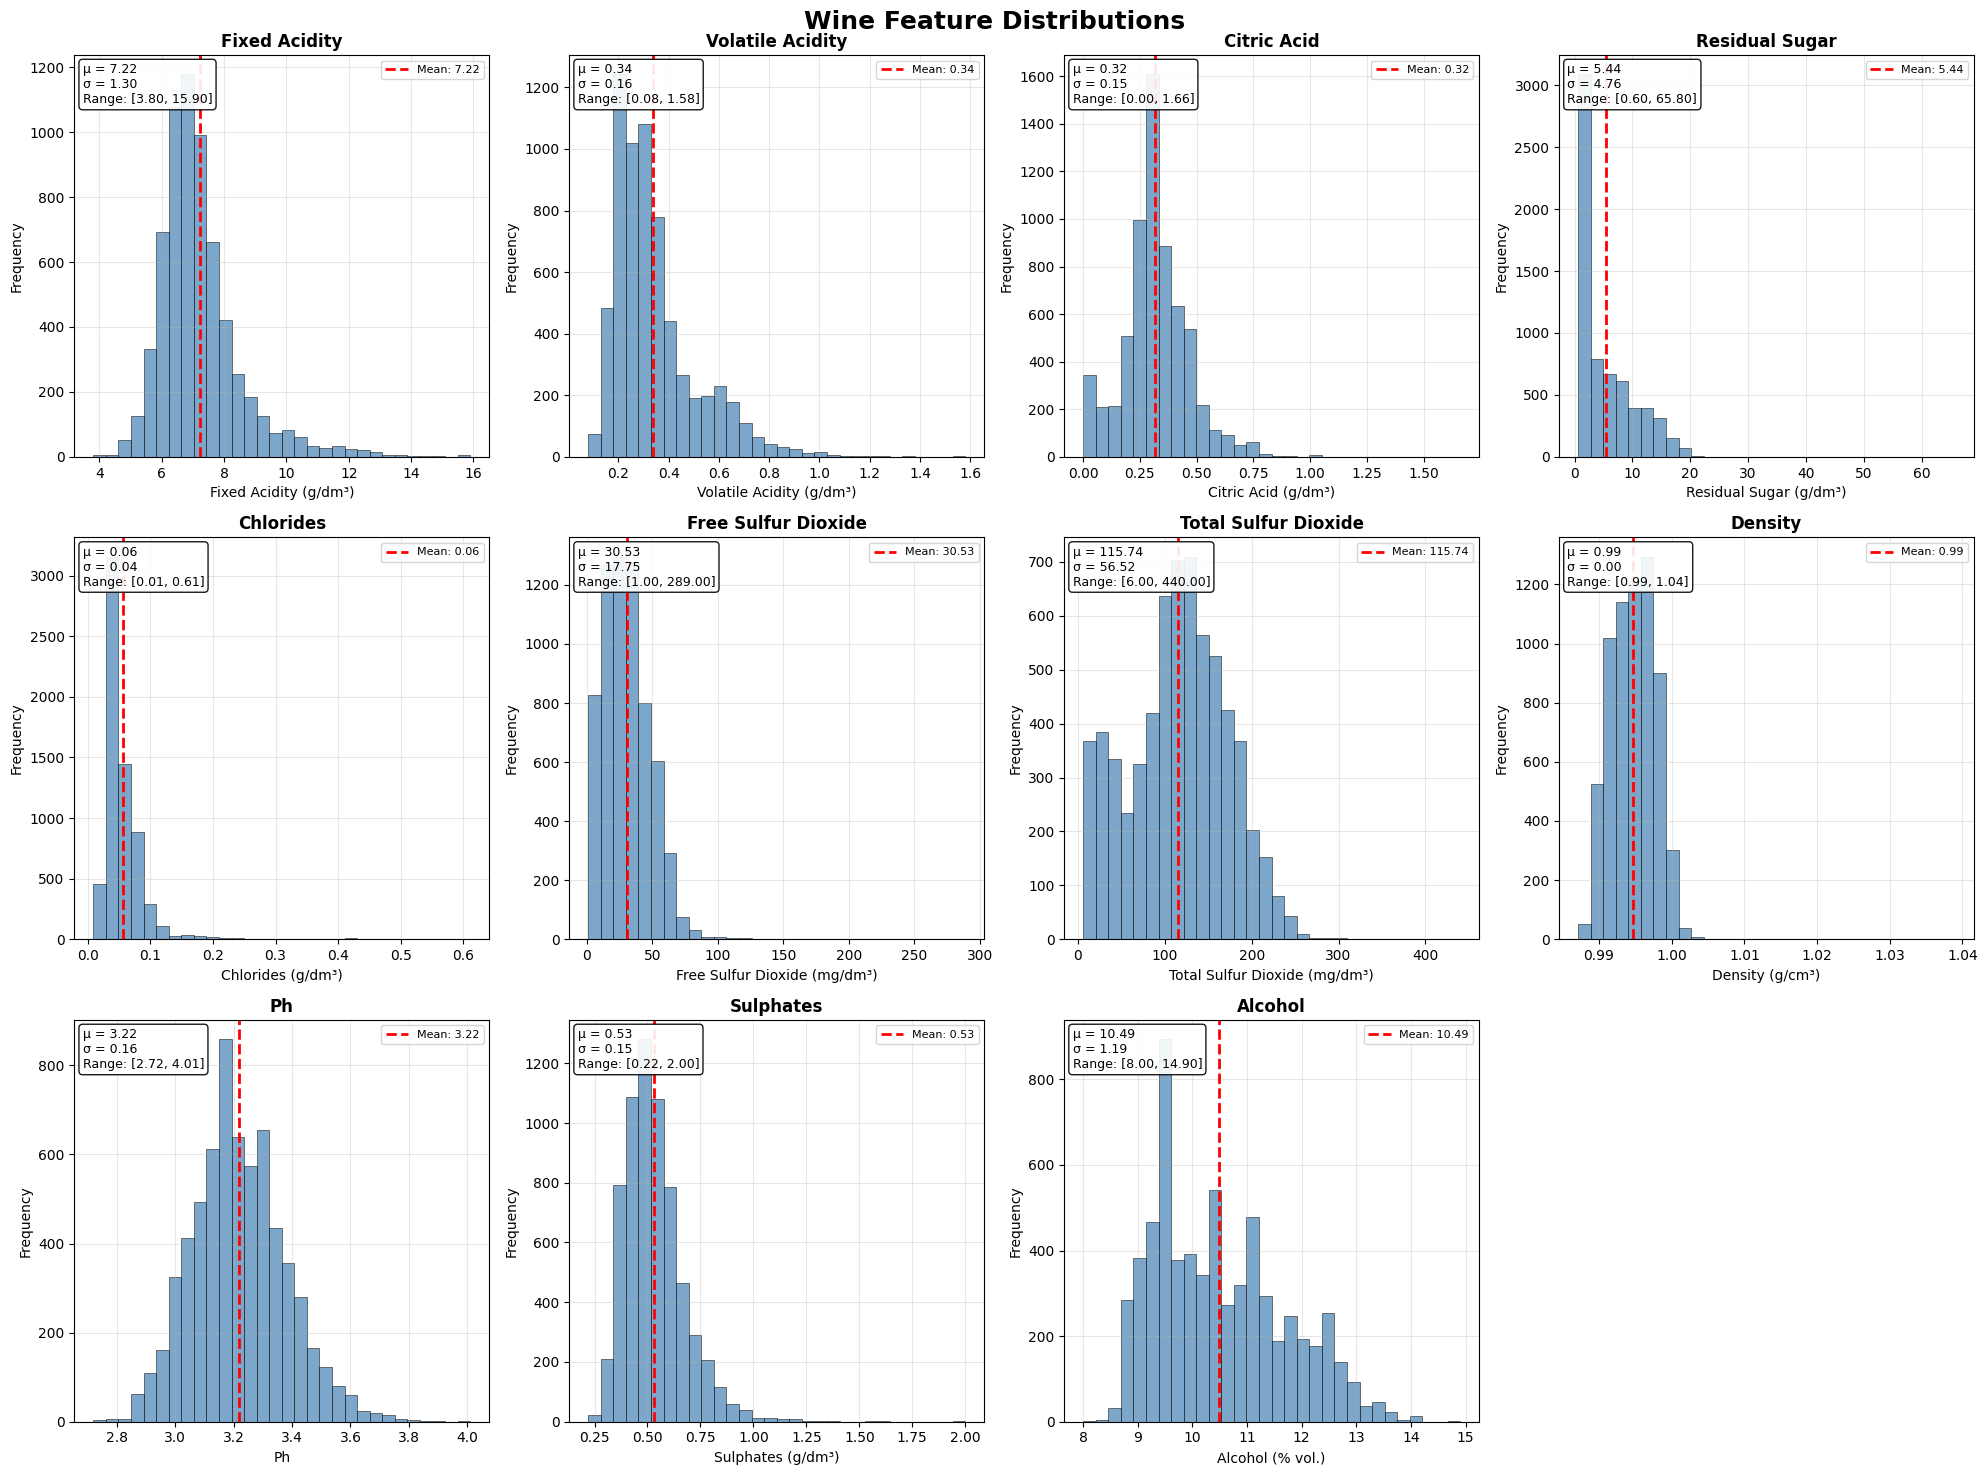 Wine Feature Distributions
Fixed Acidity
μ = 7.22
σ = 1.30
Range: [3.80, 15.90]
Mean: 7.22
Frequency
0
200
400
600
800
1000
1200
4
6
8
10
12
14
16
Fixed Acidity (g/dm³)
Volatile Acidity
μ = 0.34
σ = 0.16
Range: [0.08, 1.58]
Mean: 0.34
Frequency
0
200
400
600
800
1000
1200
0.2
0.4
0.6
0.8
1.0
1.2
1.4
1.6
Volatile Acidity (g/dm³)
Citric Acid
μ = 0.32
σ = 0.15
Range: [0.00, 1.66]
Mean: 0.32
Frequency
0
200
400
600
800
1000
1200
1400
1600
0.00
0.25
0.50
0.75
1.00
1.25
1.50
Citric Acid (g/dm³)
Residual Sugar
μ = 5.44
σ = 4.76
Range: [0.60, 65.80]
Mean: 5.44
Frequency
0
500
1000
1500
2000
2500
3000
0
10
20
30
40
50
60
Residual Sugar (g/dm³)
Chlorides
μ = 0.06
σ = 0.04
Range: [0.01, 0.61]
Mean: 0.06
Frequency
0
500
1000
1500
2000
2500
3000
0.0
0.1
0.2
0.3
0.4
0.5
0.6
Chlorides (g/dm³)
Free Sulfur Dioxide
μ = 30.53
σ = 17.75
Range: [1.00, 289.00]
Mean: 30.53
Frequency
0
200
400
600
800
1000
1200
0
50
100
150
200
250
300
Free Sulfur Dioxide (mg/dm³)
Total Sulfur Dioxide
μ = 115.74
σ = 56.52
Range: [6.00, 440.00]
Mean: 115.74
Frequency
0
100
200
300
400
500
600
700
0
100
200
300
400
Total Sulfur Dioxide (mg/dm³)
Density
μ = 0.99
σ = 0.00
Range: [0.99, 1.04]
Mean: 0.99
Frequency
0
200
400
600
800
1000
1200
0.99
1.00
1.01
1.02
1.03
1.04
Density (g/cm³)
Ph
μ = 3.22
σ = 0.16
Range: [2.72, 4.01]
Mean: 3.22
Frequency
0
200
400
600
800
2.8
3.0
3.2
3.4
3.6
3.8
4.0
Ph
Sulphates
μ = 0.53
σ = 0.15
Range: [0.22, 2.00]
Mean: 0.53
Frequency
0
200
400
600
800
1000
1200
0.25
0.50
0.75
1.00
1.25
1.50
1.75
2.00
Sulphates (g/dm³)
Alcohol
μ = 10.49
σ = 1.19
Range: [8.00, 14.90]
Mean: 10.49
Frequency
0
200
400
600
800
8
9
10
11
12
13
14
15
Alcohol (% vol.)